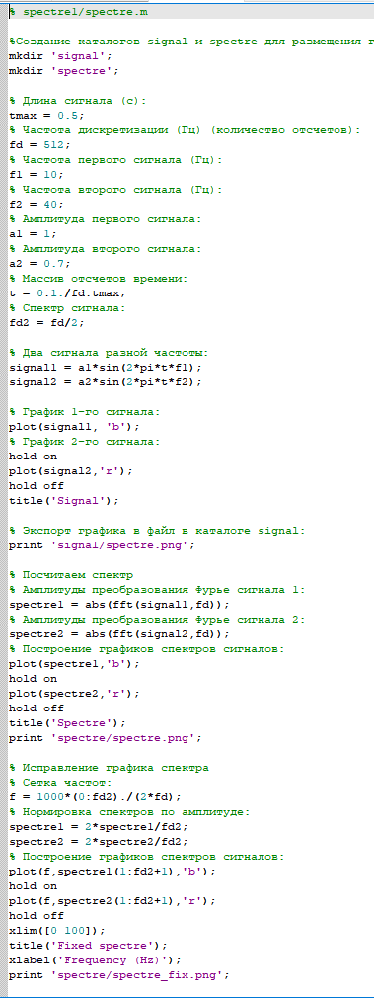 % spectre1/spectre.m
%Создание каталогов signal и spectre для размещения
mkdir 'signal';
mkdir 'spectre';
% Длина сигнала (с):
tmax = 0.5;
% Частота дискретизации (Гц) (количество отсчетов):
fd = 512;
% Частота первого сигнала (Гц):
f1 = 10;
% Частота второго сигнала (Гц):
f2 = 40;
% Амплитуда первого сигнала:
a1 = 1;
% Амплитуда второго сигнала:
a2 = 0.7;
% Массив отсчетов времени:
t = 0:1./fd:tmax;
% Спектр сигнала:
fd2 = fd/2;
% Два сигнала разной частоты:
signal1 = a1*sin(2*pi*t*f1);
signal2 = a2*sin(2*pi*t*f2);
% График 1-го сигнала:
plot(signal1, 'b');
% График 2-го сигнала:
hold on
plot(signal2,'r');
hold off
title('Signal');
% Экспорт графика в файл в каталоге signal:
print 'signal/spectre.png';
% Посчитаем спектр
% Амплитуды преобразования Фурье сигнала 1:
spectre1 = abs(fft(signal1,fd));
% Амплитуды преобразования Фурье сигнала 2:
spectre2 = abs(fft(signal2,fd));
% Построение графиков спектров сигналов:
plot(spectre1,'b');
hold on
plot(spectre2,'r');
hold off
title('Spectre');
print 'spectre/spectre.png';
% Исправление графика спектра
% Сетка частот:
f = 1000*(0:fd2)./(2*fd);
% Нормировка спектров по амплитуде:
spectre1 = 2*spectre1/fd2;
spectre2 = 2*spectre2/fd2;
% Построение графиков спектров сигналов:
plot(f,spectre1(1:fd2+1),'b');
hold on
plot(f,spectre2(1:fd2+1),'r');
hold off
xlim([0 100]);
title('Fixed spectre');
xlabel('Frequency (Hz)');
print 'spectre/spectre_fix.png';